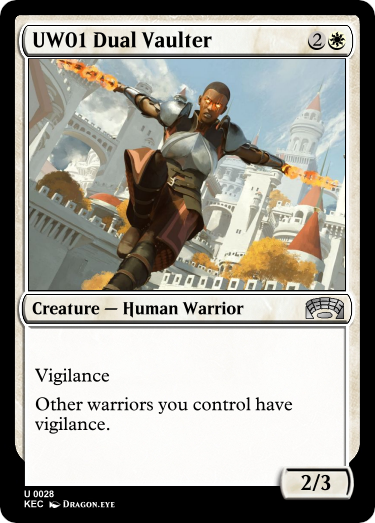 UW01 Dual Vaulter 2
Creature — Human Warrior
Vigilance
Other warriors you control have
vigilance.
2/3
U 0028
KEC DRAGON.EYE